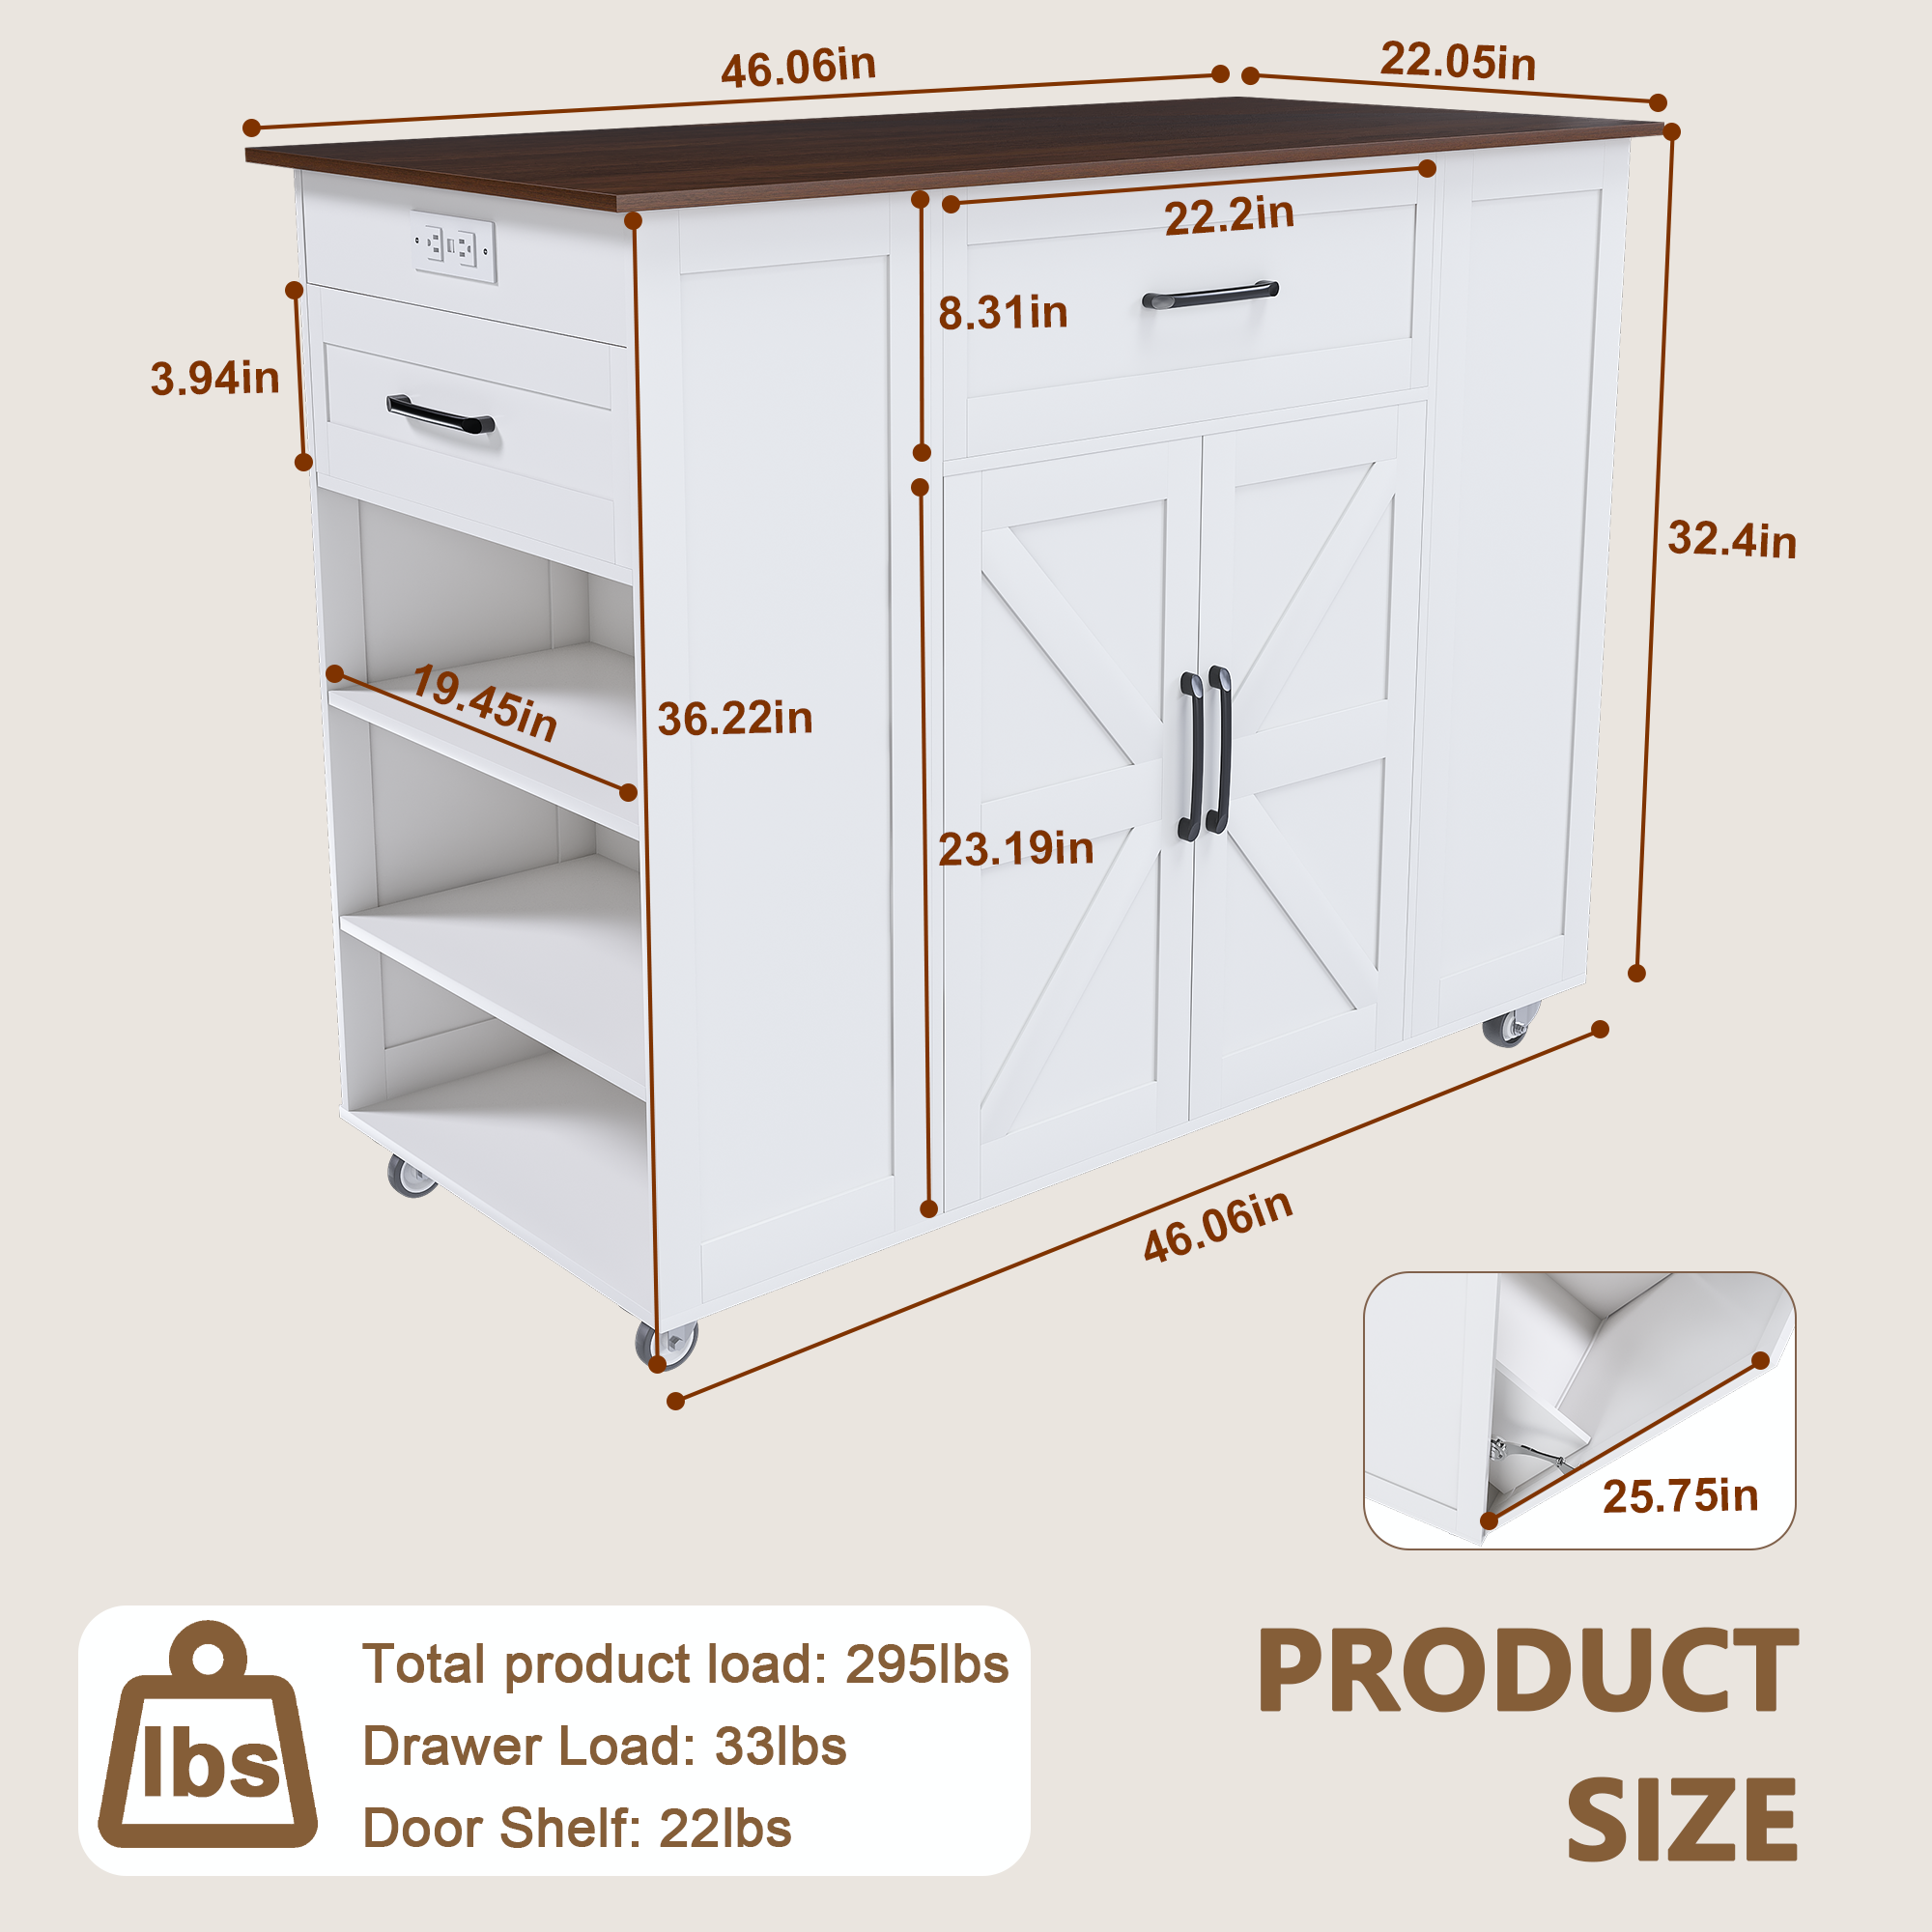 46.06in
22.05in
22.2in
8.31in
3.94in
32.4in
19.45in
36.22in
23.19in
46.06in
25.75in
lbs
Total product load: 295lbs
Drawer Load: 33lbs
Door Shelf: 22lbs
PRODUCT
SIZE